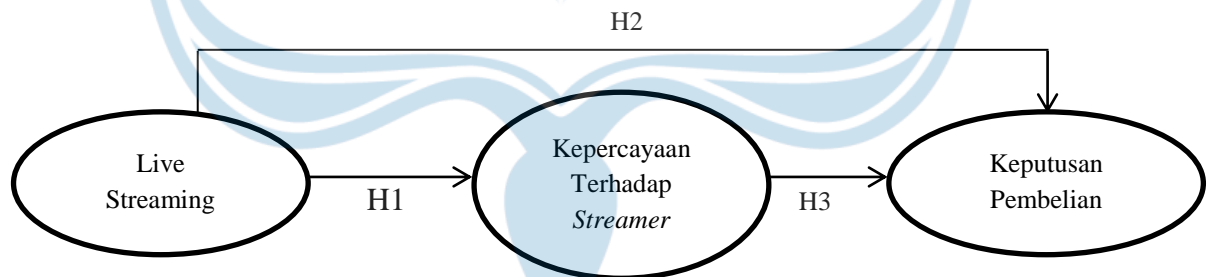 H2
Live
Streaming
H1
Kepercayaan
Terhadap
Streamer
H3
Keputusan
Pembelian